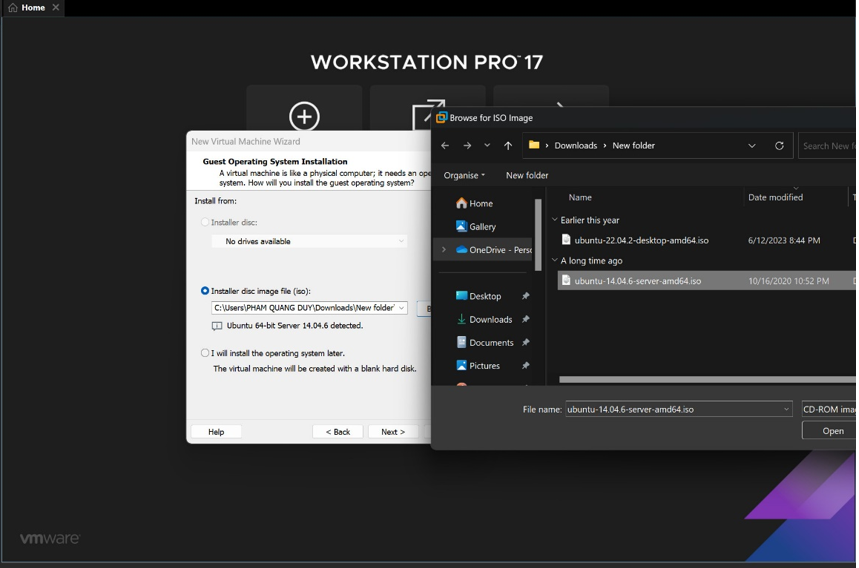 Home
WORKSTATION PRO™ 17
New Virtual Machine Wizard
Guest Operating System Installation
A virtual machine is like a physical computer; it needs an ope
system. How will you install the guest operating system?
Install from:
Installer disc:
No drives available
Installer disc image file (iso):
C:\Users\PHAM QUANG DUY\Downloads\New folder\
B
Ubuntu 64-bit Server 14.04.6 detected.
I will install the operating system later.
The virtual machine will be created with a blank hard disk.
Help
< Back
Next >
Browse for ISO Image
Downloads
New folder
Search New f
Organise
New folder
Home
Gallery
OneDrive - Perso
Desktop
Downloads
Documents
Pictures
Name
Date modified
T
Earlier this year
ubuntu-22.04.2-desktop-amd64.iso 6/12/2023 8:44 PM D
A long time ago
ubuntu-14.04.6-server-amd64.iso 10/16/2020 10:52 PM D
File name: ubuntu-14.04.6-server-amd64.iso
CD-ROM ima
Open
vmware